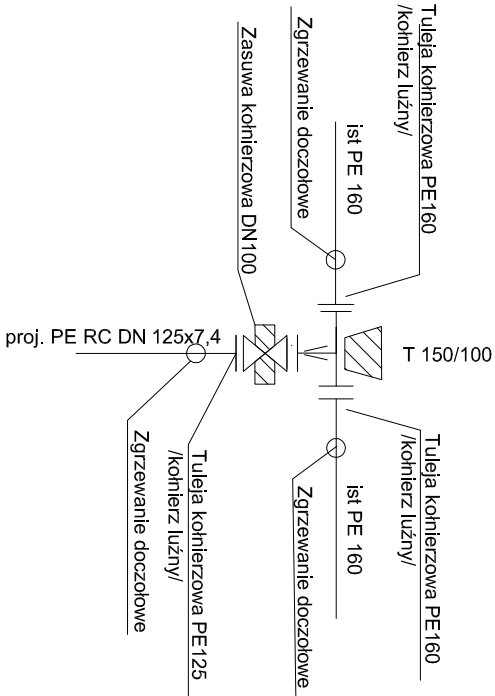 Tuleja kołnierzowa PE160
/kołnierz luźny/
ist PE 160
Zgrzewanie doczołowe
Zasuwa kołnierzowa DN100
proj. PE RC DN 125x7,4
T 150/100
Tuleja kołnierzowa PE160
/kołnierz luźny/
ist PE 160
Zgrzewanie doczołowe
Tuleja kołnierzowa PE125
/kołnierz luźny/
Zgrzewanie doczołowe